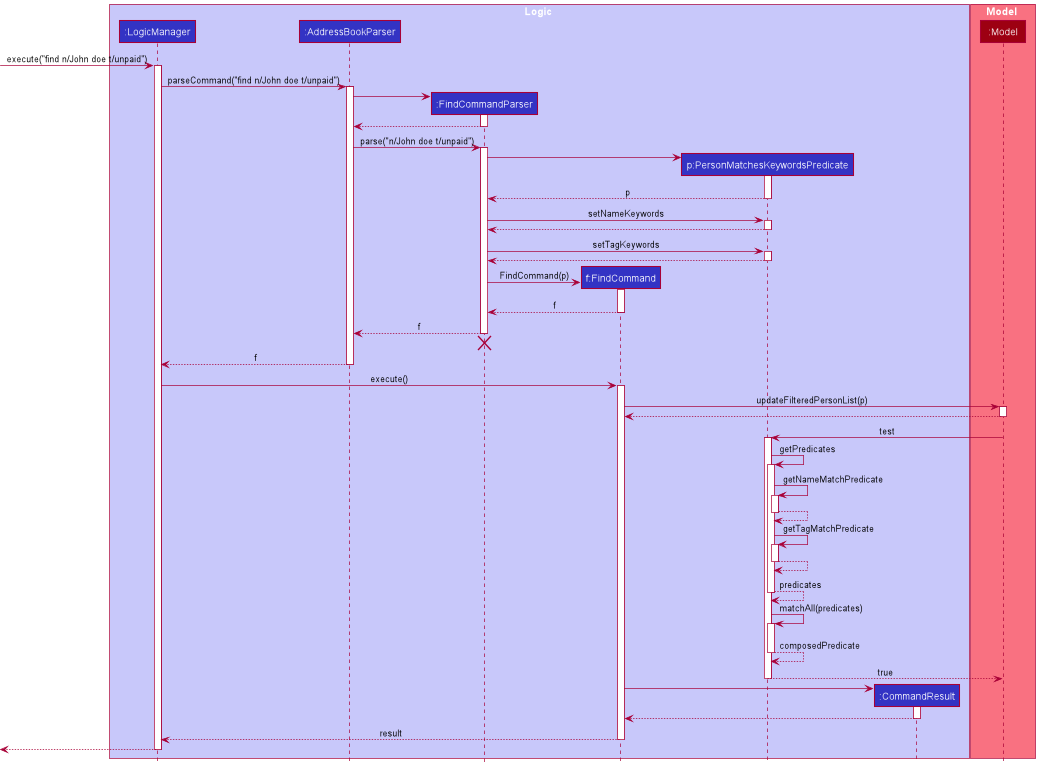 Logic
Model
:LogicManager
:AddressBookParser
:Model
execute("find n/John doe t/unpaid")
parseCommand("find n/John doe t/unpaid")
:FindCommandParser
parse("n/John doe t/unpaid")
p:PersonMatchesKeywordsPredicate
p
setNameKeywords
setTagKeywords
FindCommand(p)
f:FindCommand
f
f
f
execute()
updateFilteredPersonList(p)
test
getPredicates
getNameMatchPredicate
getTagMatchPredicate
predicates
matchAll(predicates)
composedPredicate
true
:CommandResult
result